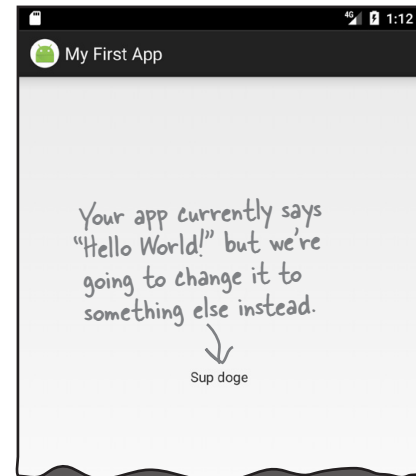 4G 1:12
My First App
Your app currently says
"Hello World!" but we're
going to change it to
something else instead.
Sup doge